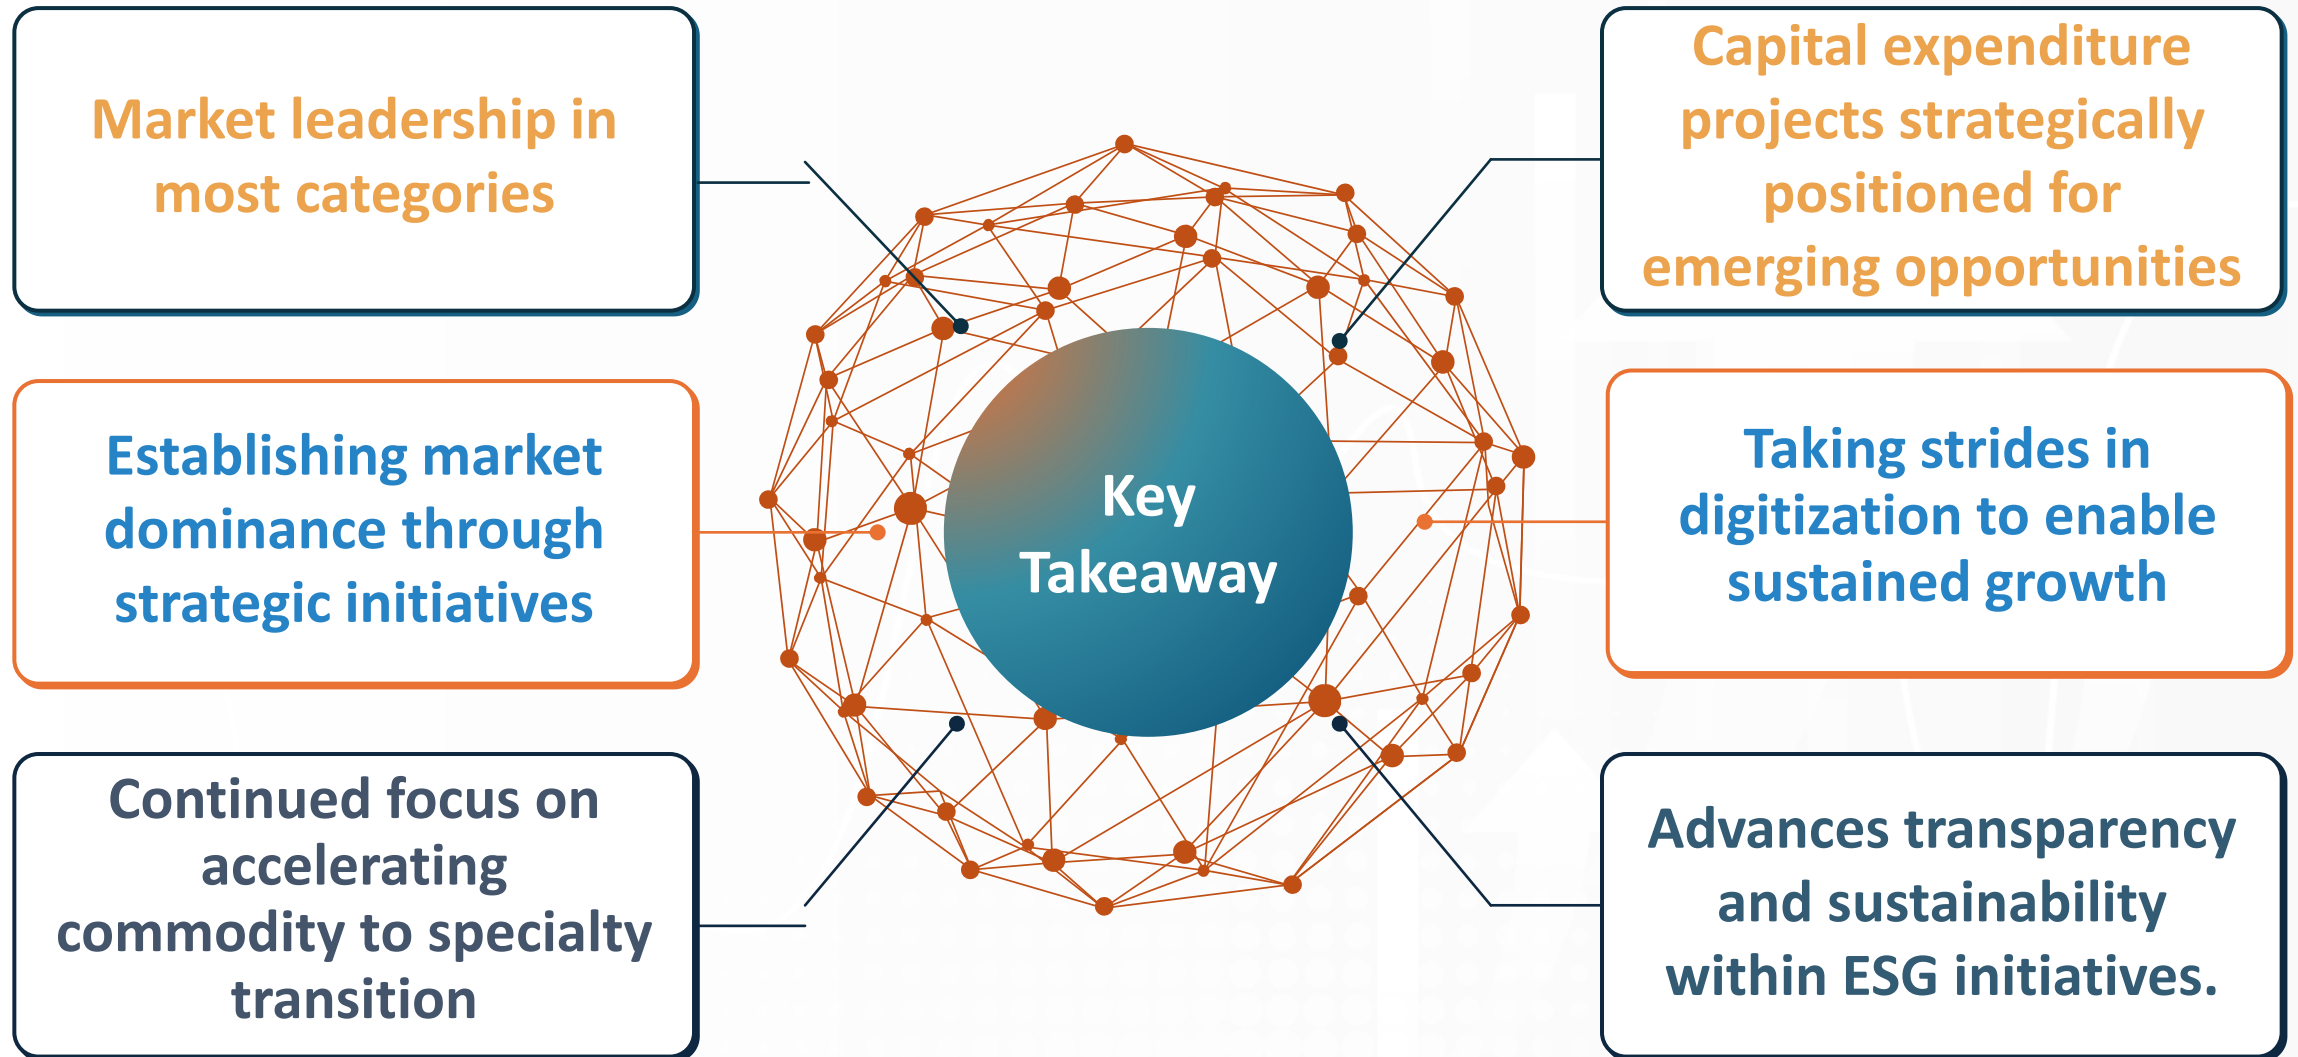 Market leadership in
most categories
Establishing market
dominance through
strategic initiatives
Continued focus on
accelerating
commodity to specialty
transition
Key
Takeaway
Capital expenditure
projects strategically
positioned for
emerging opportunities
Taking strides in
digitization to enable
sustained growth
Advances transparency
and sustainability
within ESG initiatives.